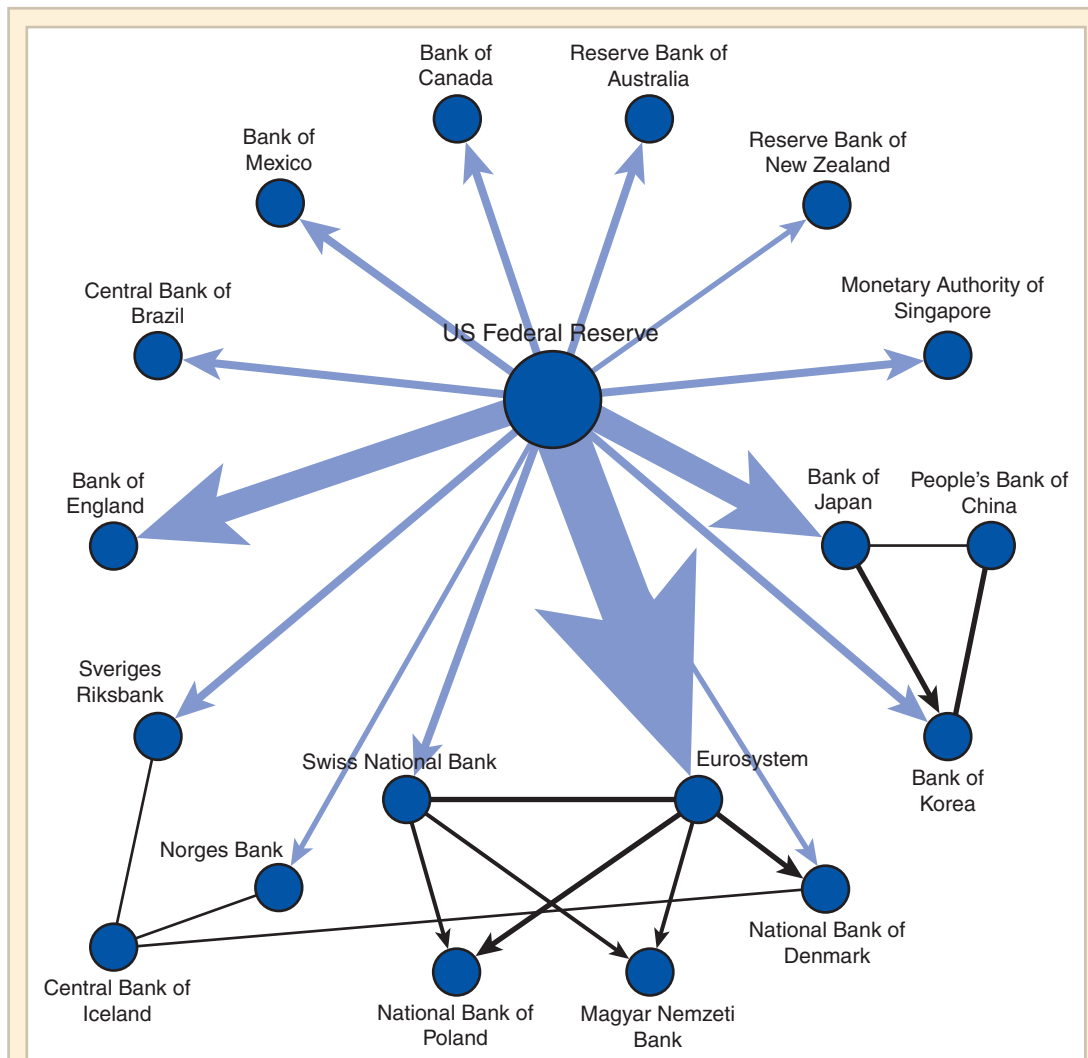 Bank of
Canada
Reserve Bank of
Australia
Bank of
Mexico
Reserve Bank of
New Zealand
Central Bank of
Brazil
Monetary Authority of
Singapore
US Federal Reserve
Bank of
England
Bank of
Japan
People's Bank of
China
Sveriges
Riksbank
Swiss National Bank
Eurosystem
Bank of
Korea
Norges Bank
National Bank of
Denmark
Central Bank of
Iceland
National Bank of
Poland
Magyar Nemzeti
Bank